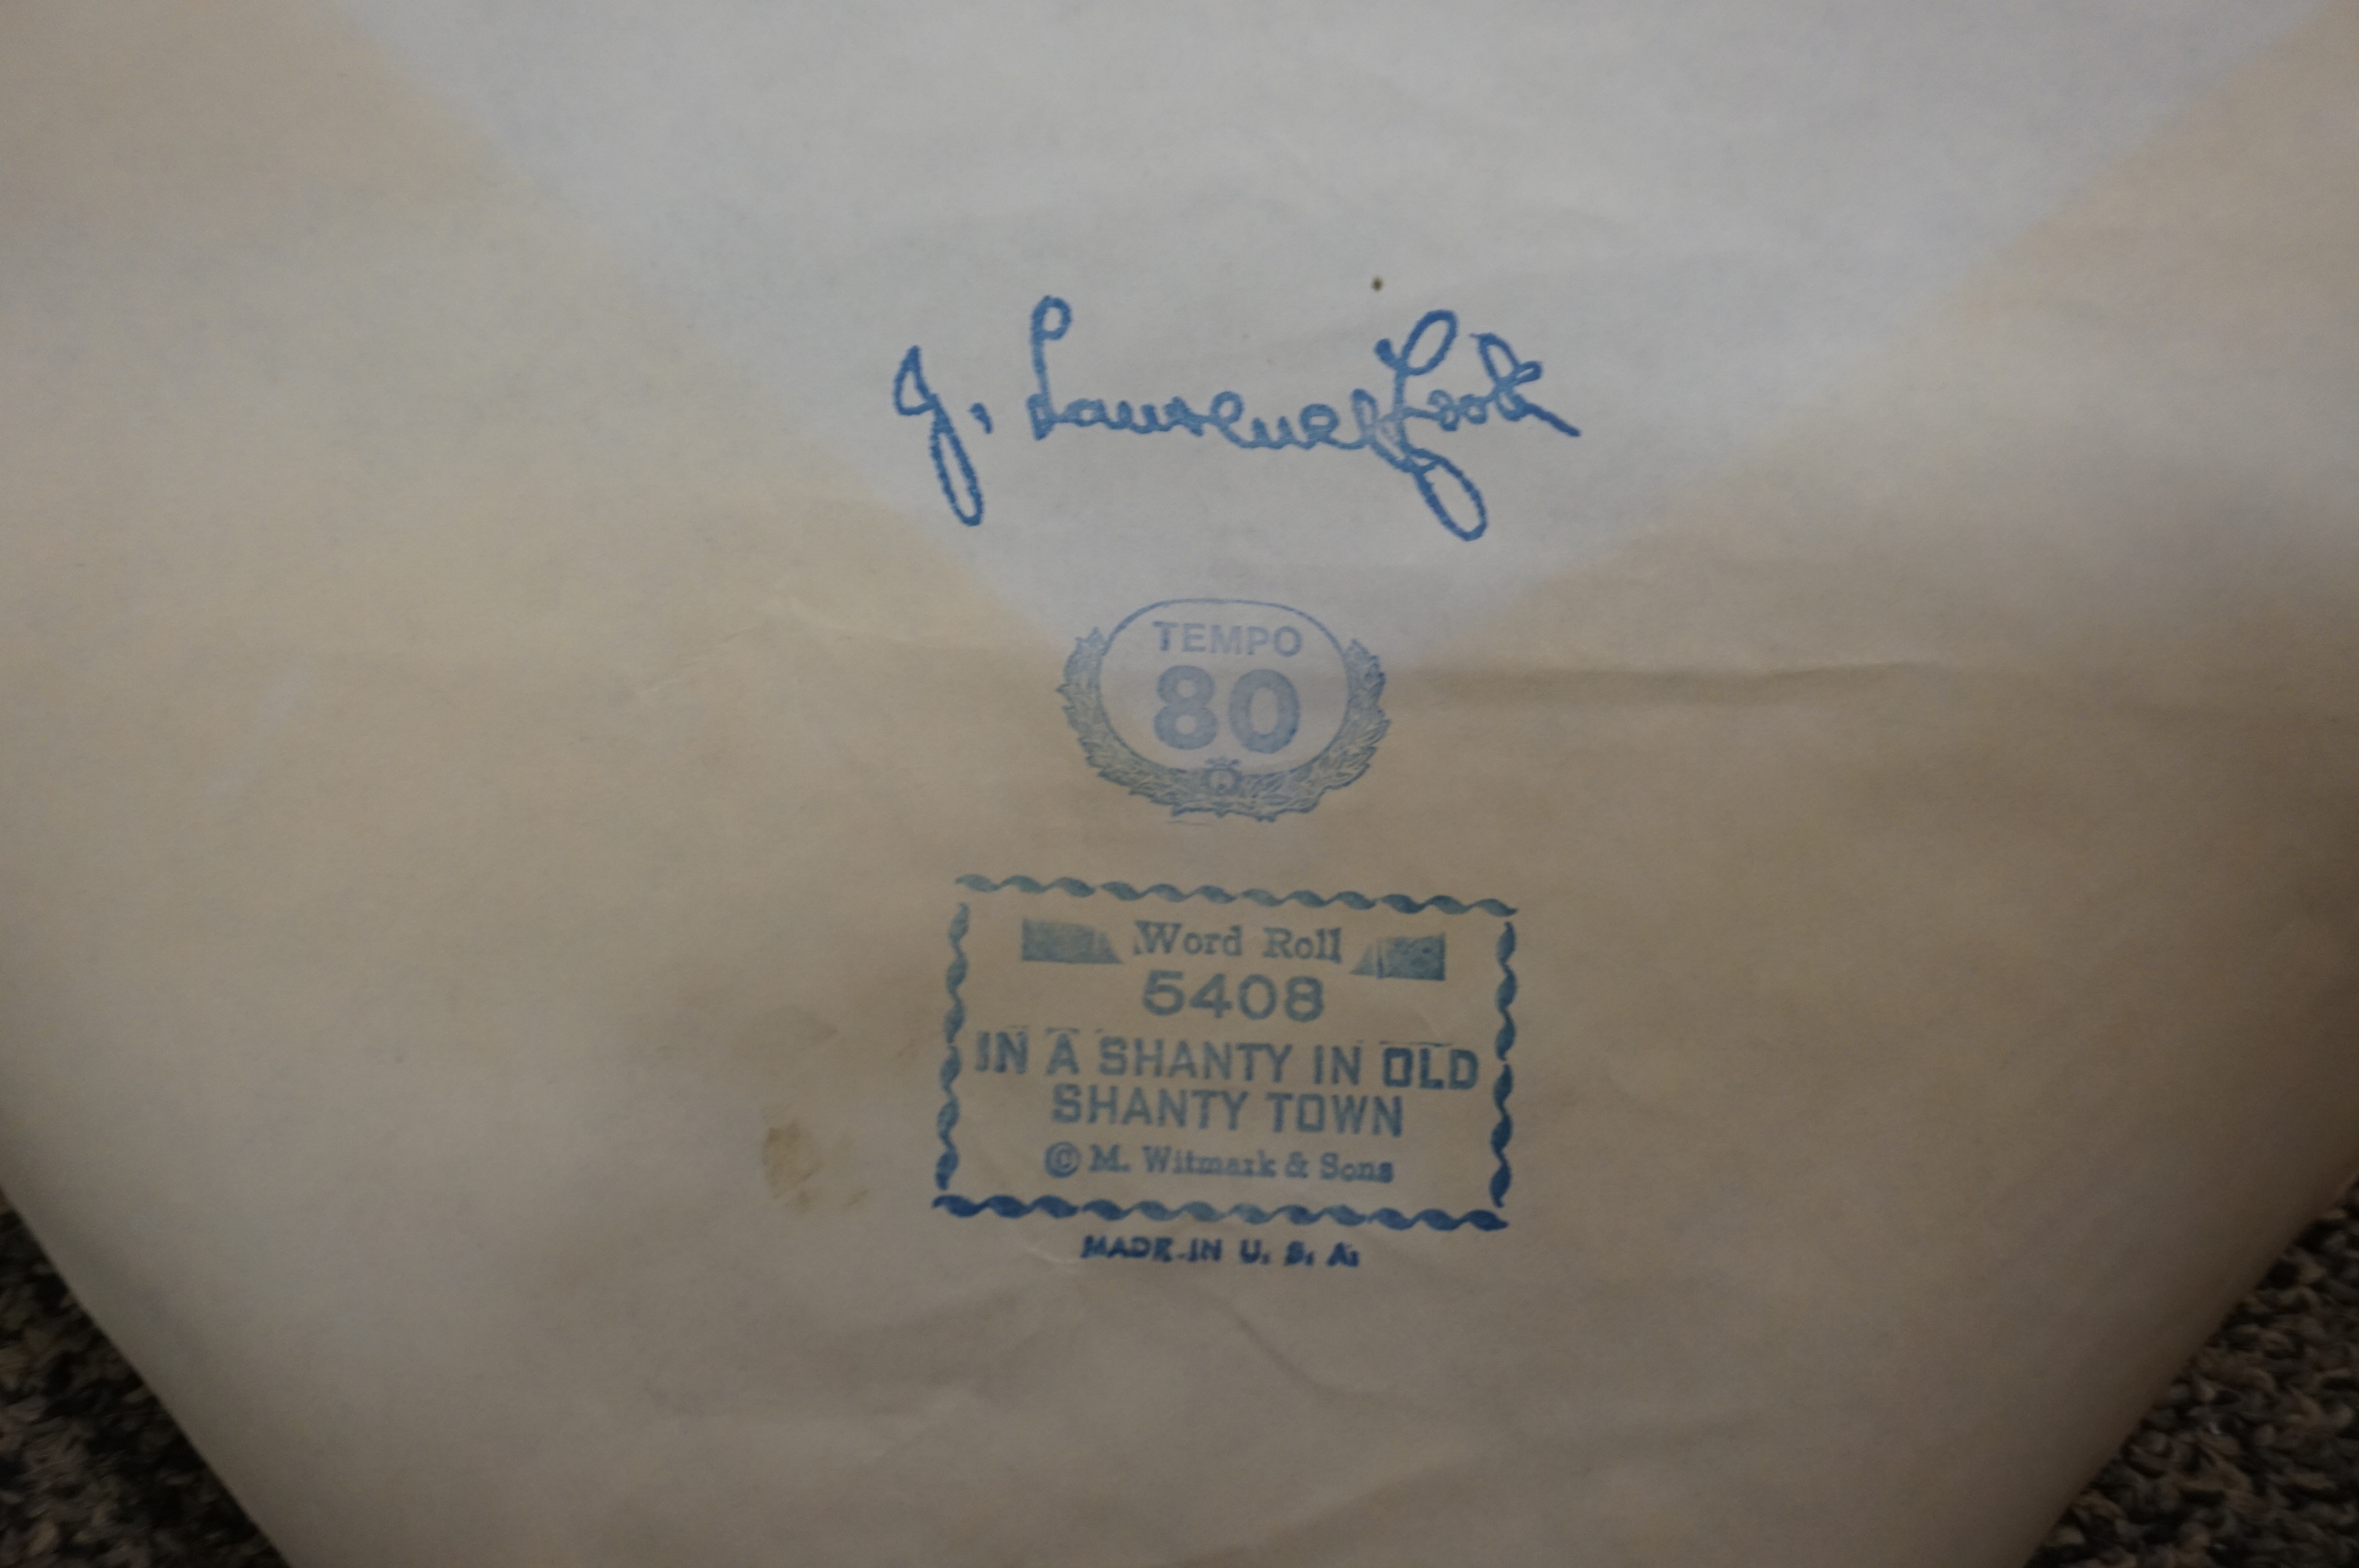 J. Lawrence Cook
TEMPO
80
Word Roll
5408
IN A SHANTY IN OLD
SHANTY TOWN
© M. Witmark & Sons
MADE IN U. S. A.